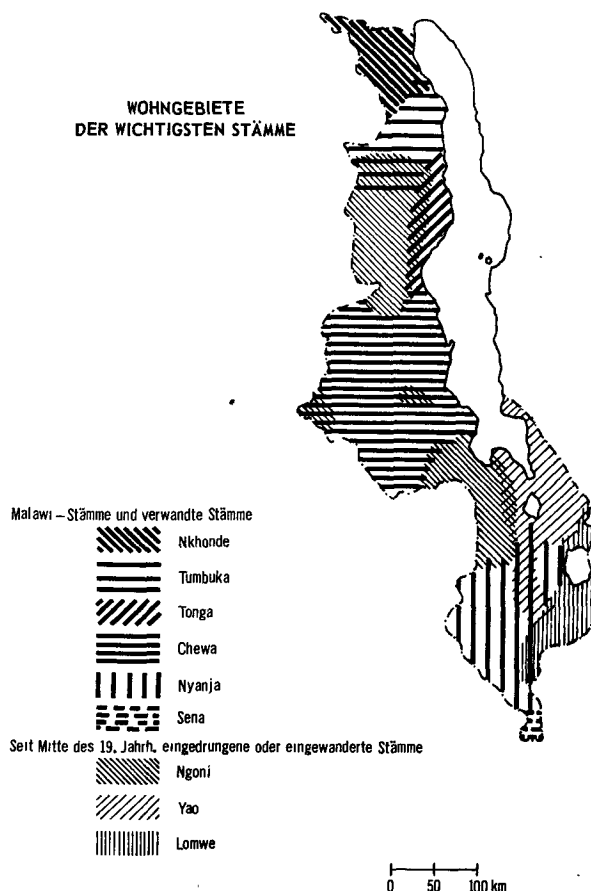 WOHNGEBIETE
DER WICHTIGSTEN STÄMME
Malawi – Stämme und verwandte Stämme
Nkhonde
Tumbuka
Tonga
Chewa
Nyanja
Sena
Seit Mitte des 19. Jahrh. eingedrungene oder eingewanderte Stämme
Ngoni
Yao
Lomwe
0 50 100 km